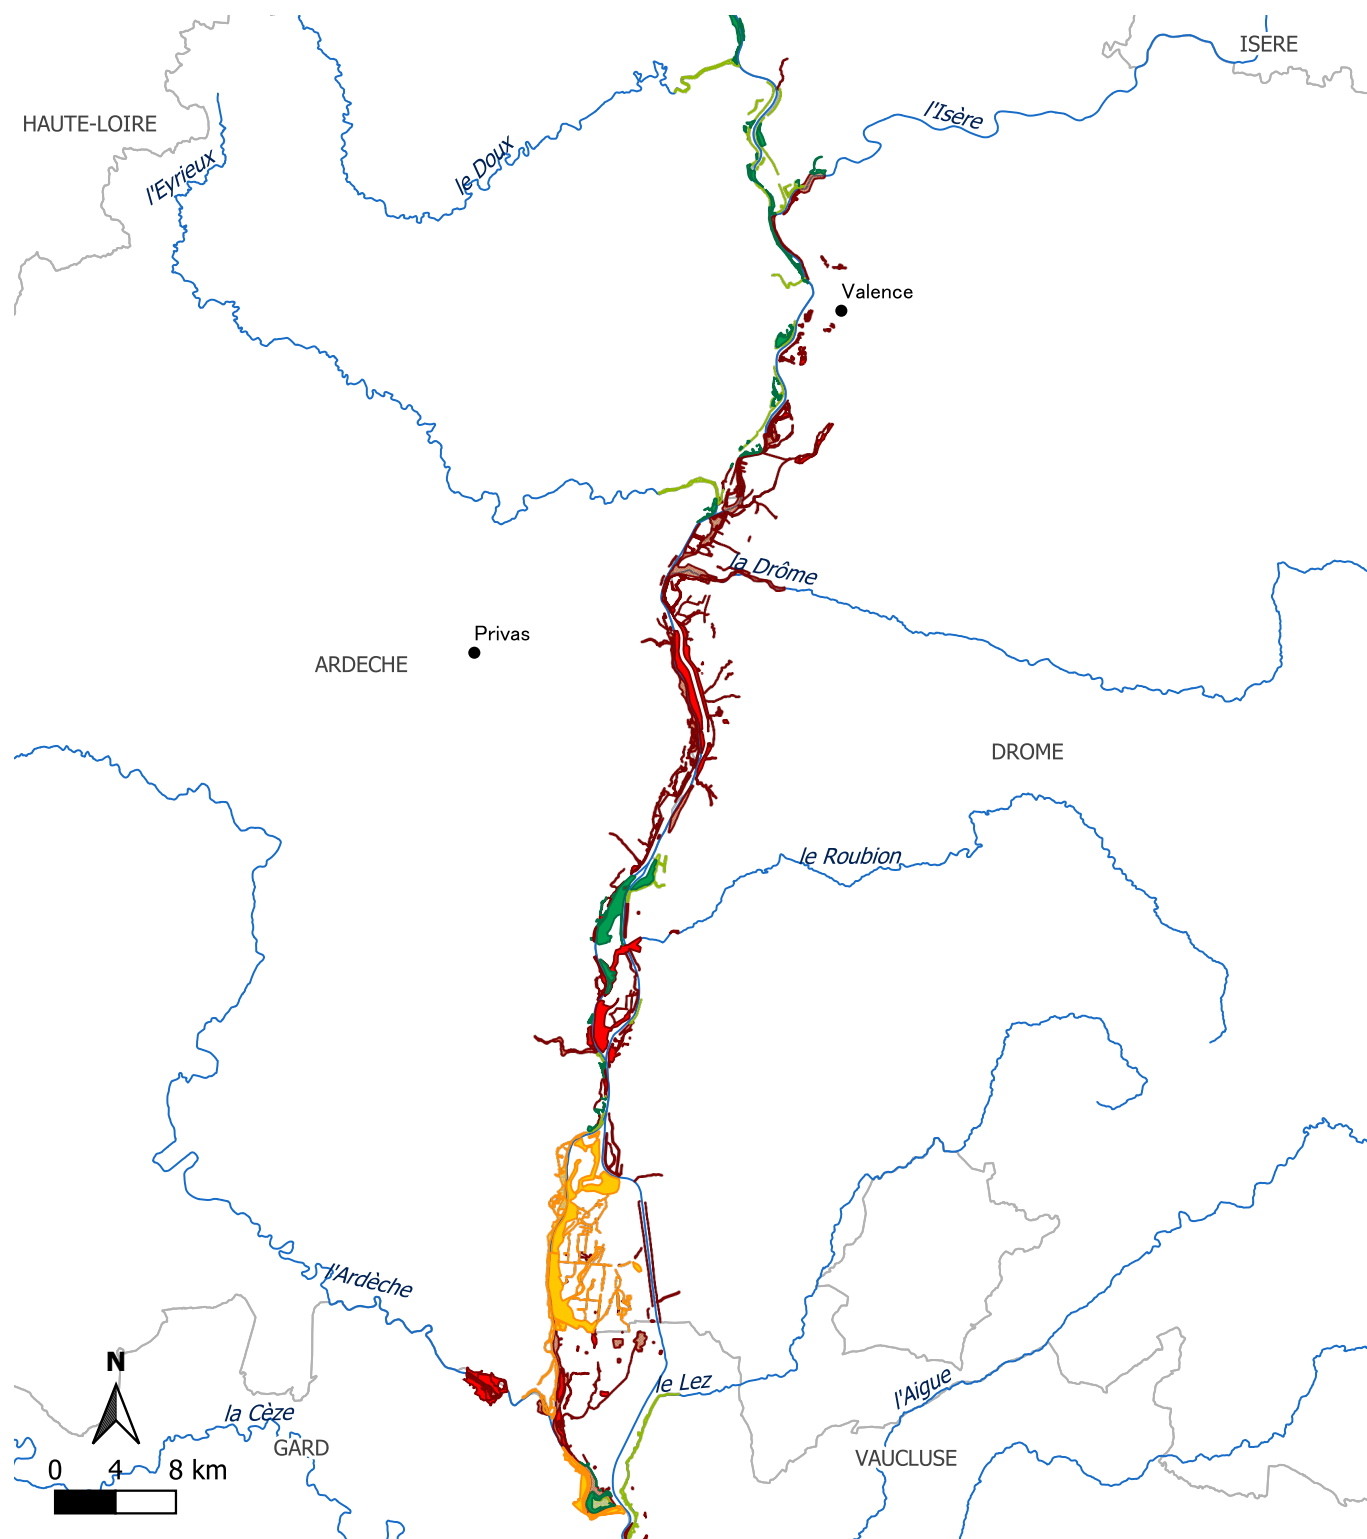 ISERE
HAUTE-LOIRE
l'Isère
l'Eyrieux
le Doux
Valence
la Drôme
Privas
ARDECHE
DROME
le Roubion
l'Ardèche
N
le Lez
l'Aigue
la Cèze
GARD
VAUCLUSE
0 4 8 km